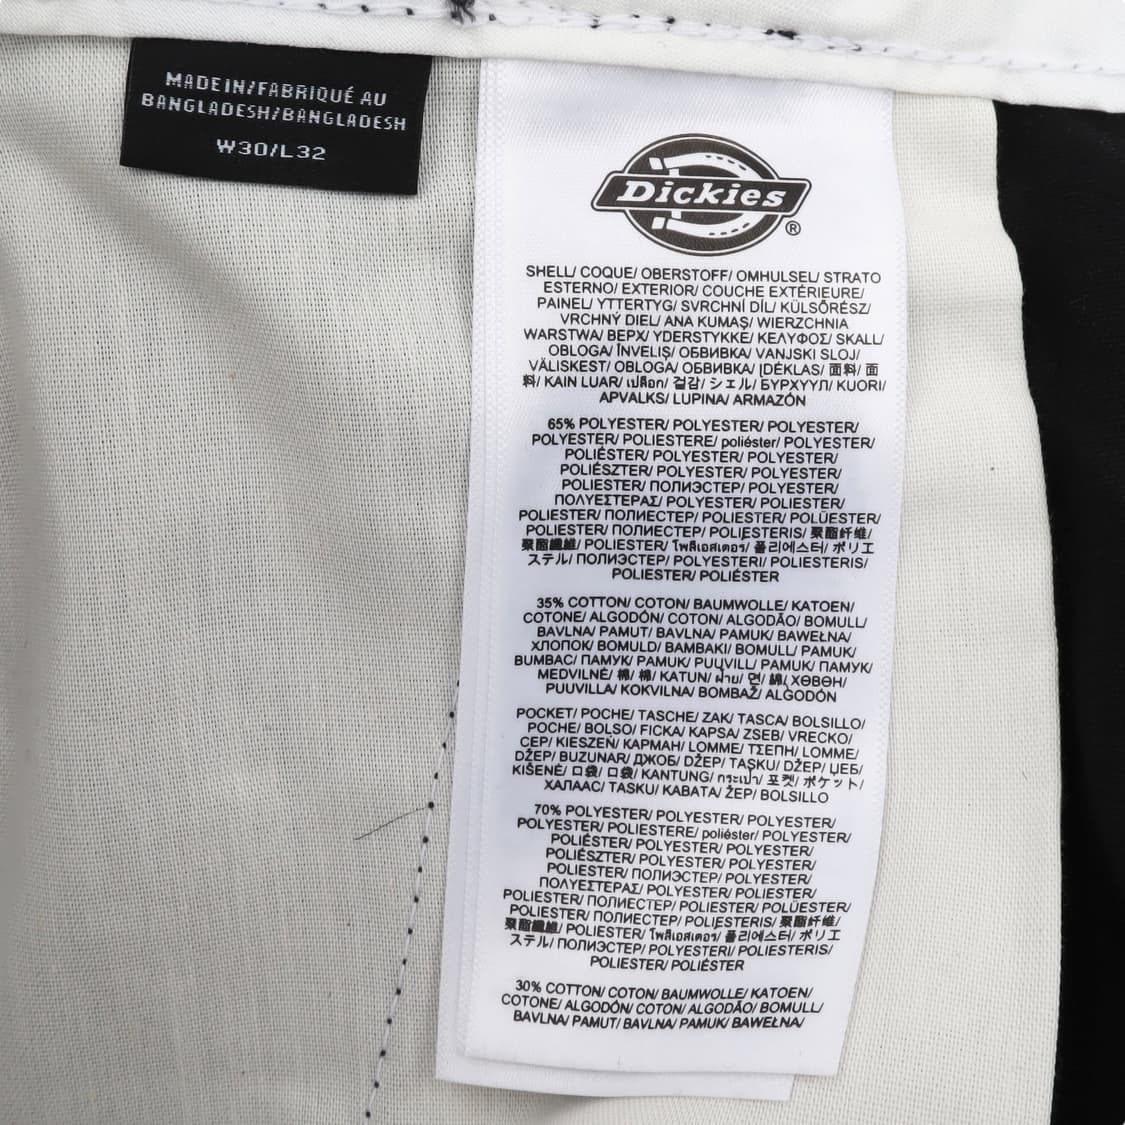 MADE IN/FABRIQUÉ AU
BANGLADESH/BANGLADESH
W30/L32
Dickies®
SHELL/ COQUE/ OBERSTOFF/ OMHULSEL/ STRATO
ESTERNO/ EXTERIOR/ COUCHE EXTÉRIEURE/
PAINEL/ YTTERTYG/ SVRCHNÍ DÍL/ KÜLSŐRÉSZ/
VRCHNÝ DIEL/ ANA KUMAŞ/ WIERZCHNIA
WARSTWA/ ВЕРХ/ YDERSTYKKE/ ΚΕΛΥΦΟΣ/ SKALL/
OBLOGA/ ÎNVELIŞ/ ОБВИВКА/ VANJSKI SLOJ/
VÄLISKEST/ OBLOGA/ ОБВИВКА/ ĮDĖKLAS/ 面料/ 面
料/ KAIN LUAR/ เปลือก/ 겉감/ シェル/ БҮРХҮҮЛ/ KUORI/
APVALKS/ LUPINA/ ARMAZÓN
65% POLYESTER/ POLYESTER/ POLYESTER/
POLYESTER/ POLIESTERE/ poliéster/ POLYESTER/
POLIÉSTER/ POLYESTER/ POLYESTER/
POLIÉSZTER/ POLYESTER/ POLYESTER/
POLIESTER/ ПОЛИЭСТЕР/ POLYESTER/
ΠΟΛΥΕΣΤΕΡΑΣ/ POLYESTER/ POLIESTER/
POLIESTER/ ПОЛИЕСТЕР/ POLIESTER/ POLÜESTER/
POLIESTER/ ПОЛИЕСТЕР/ POLIESTERIS/ 聚酯纤维/
聚酯纖維/ POLIESTER/ โพลีเอสเตอร์/ 폴리에스터/ ポリエ
ステル/ ПОЛИЭСТЕР/ POLYESTERI/ POLIESTERIS/
POLIESTER/ POLIÉSTER
35% COTTON/ COTON/ BAUMWOLLE/ KATOEN/
COTONE/ ALGODÓN/ COTON/ ALGODÃO/ BOMULL/
BAVLNA/ PAMUT/ BAVLNA/ PAMUK/ BAWEŁNA/
ХЛОПОК/ BOMULD/ BAMBAKI/ BOMULL/ PAMUK/
BUMBAC/ ПАМУК/ PAMUK/ PUUVILL/ PAMUK/ ПАМУК/
MEDVILNĖ/ 棉/ 棉/ KATUN/ ฝ้าย/ 면/ 綿/ ХӨВӨН/
PUUVILLA/ KOKVILNA/ BOMBAŽ/ ALGODÓN
POCKET/ POCHE/ TASCHE/ ZAK/ TASCA/ BOLSILLO/
POCHE/ BOLSO/ FICKA/ KAPSA/ ZSEB/ VRECKO/
CEP/ KIESZEŃ/ КАРМАН/ LOMME/ ΤΣΕΠΗ/ LOMME/
DŽEP/ BUZUNAR/ ДЖОБ/ DŽEP/ TASKU/ DŽEP/ ЏЕБ/
KIŠENĖ/ 口袋/ 口袋/ KANTUNG/ กระเป๋า/ 포켓/ ポケット/
ХАЛААС/ TASKU/ KABATA/ ŽEP/ BOLSILLO
70% POLYESTER/ POLYESTER/ POLYESTER/
POLYESTER/ POLIESTERE/ poliéster/ POLYESTER/
POLIÉSTER/ POLYESTER/ POLYESTER/
POLIÉSZTER/ POLYESTER/ POLYESTER/
POLIESTER/ ПОЛИЭСТЕР/ POLYESTER/
ΠΟΛΥΕΣΤΕΡΑΣ/ POLYESTER/ POLIESTER/
POLIESTER/ ПОЛИЕСТЕР/ POLIESTER/ POLÜESTER/
POLIESTER/ ПОЛИЕСТЕР/ POLIESTERIS/ 聚酯纤维/
聚酯纖維/ POLIESTER/ โพลีเอสเตอร์/ 폴리에스터/ ポリエ
ステル/ ПОЛИЭСТЕР/ POLYESTERI/ POLIESTERIS/
POLIESTER/ POLIÉSTER
30% COTTON/ COTON/ BAUMWOLLE/ KATOEN/
COTONE/ ALGODÓN/ COTON/ ALGODÃO/ BOMULL/
BAVLNA/ PAMUT/ BAVLNA/ PAMUK/ BAWEŁNA/